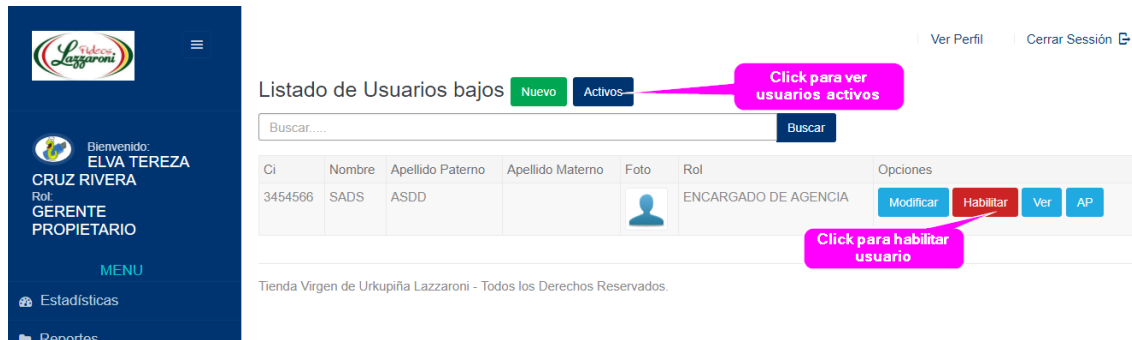 Fideos
Lazzaroni
Ver Perfil
Cerrar Sessión
Listado de Usuarios bajos
Nuevo
Activos
Click para ver
usuarios activos
Buscar.....
Buscar
Bienvenido:
ELVA TEREZA
CRUZ RIVERA
Rol:
GERENTE
PROPIETARIO
MENU
Estadísticas
Reportes
Ci Nombre Apellido Paterno Apellido Materno Foto Rol Opciones
3454566 SADS ASDD ENCARGADO DE AGENCIA Modificar Habilitar Ver AP
Click para habilitar
usuario
Tienda Virgen de Urkupiña Lazzaroni - Todos los Derechos Reservados.